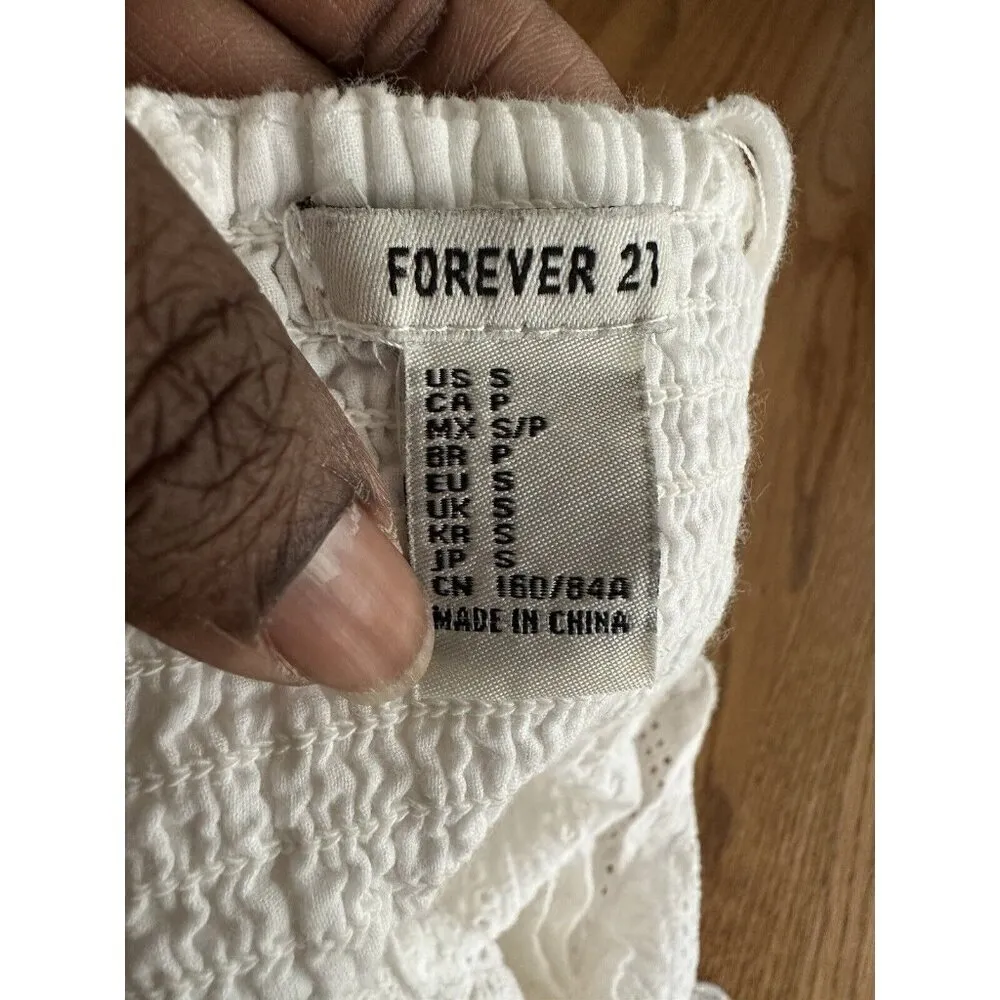 FOREVER 21
US S
CA P
MX S/P
BR P
EU S
UK S
KR S
JP S
CN 160/84A
MADE IN CHINA